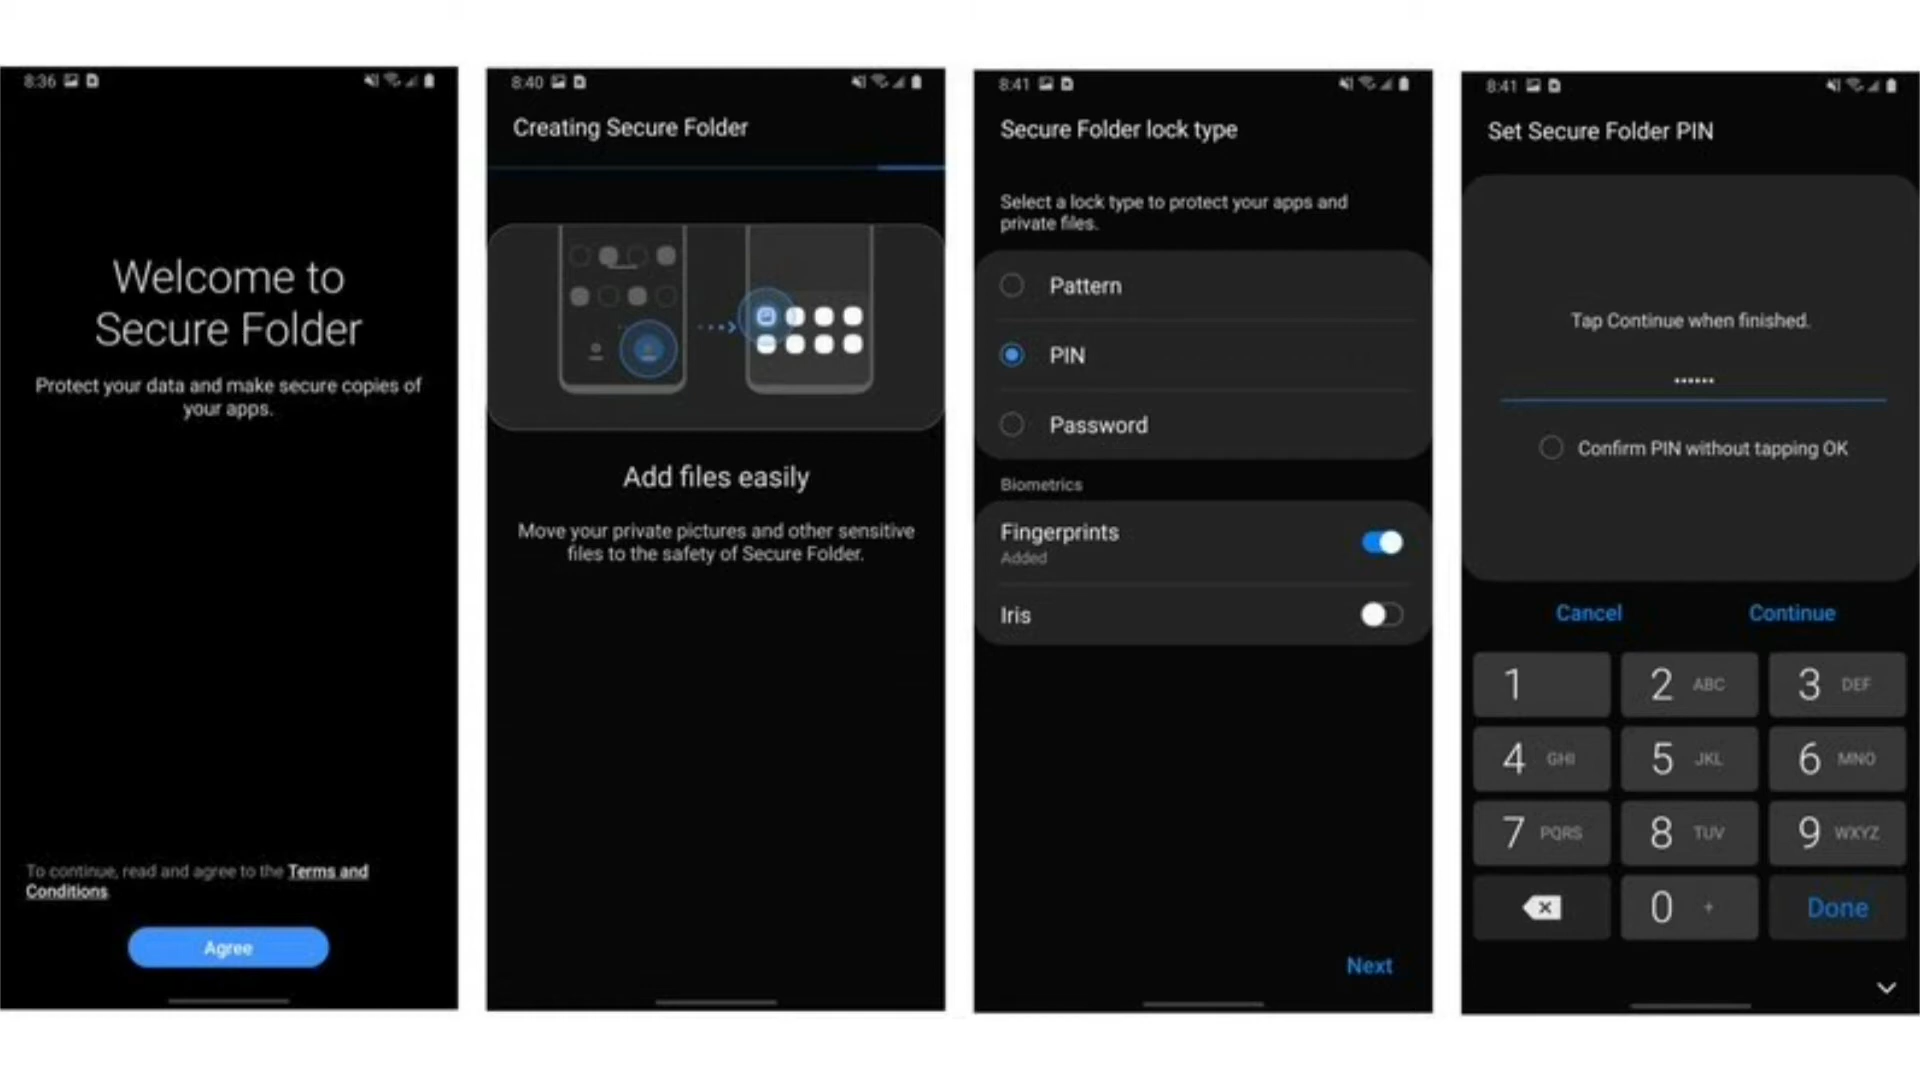 8:36
Welcome to
Secure Folder
Protect your data and make secure copies of
your apps.
To continue, read and agree to the Terms and
Conditions.
Agree
8:40
Creating Secure Folder
Add files easily
Move your private pictures and other sensitive
files to the safety of Secure Folder.
8:41
Secure Folder lock type
Select a lock type to protect your apps and
private files.
Pattern
PIN
Password
Biometrics
Fingerprints
Added
Iris
Next
8:41
Set Secure Folder PIN
Tap Continue when finished.
••••••
Confirm PIN without tapping OK
Cancel Continue
1 2 ABC 3 DEF
4 GHI 5 JKL 6 MNO
7 PQRS 8 TUV 9 WXYZ
0 + Done